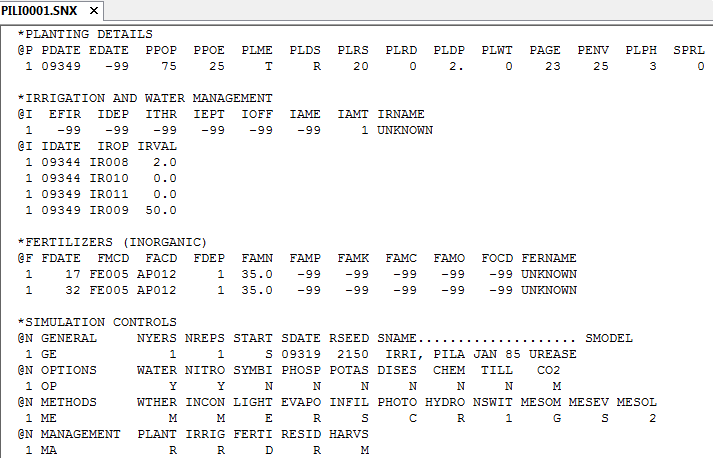 PILI0001.SNX ×
*PLANTING DETAILS
@P PDATE EDATE  PPOP  PPOE  PLME  PLDS  PLRS  PLRD  PLDP  PLWT  PAGE  PENV  PLPH  SPRL
 1 09349   -99    75    25     T     R    20     0    2.     0    23    25     3     0
*IRRIGATION AND WATER MANAGEMENT
@I  EFIR  IDEP  ITHR  IEPT  IOFF  IAME  IAMT IRNAME
 1   -99   -99   -99   -99   -99   -99     1 UNKNOWN
@I IDATE  IROP IRVAL
 1 09344 IR008   2.0
 1 09344 IR010   0.0
 1 09349 IR011   0.0
 1 09349 IR009  50.0
*FERTILIZERS (INORGANIC)
@F FDATE  FMCD  FACD  FDEP  FAMN  FAMP  FAMK  FAMC  FAMO  FOCD FERNAME
 1    17 FE005 AP012     1  35.0   -99   -99   -99   -99   -99 UNKNOWN
 1    32 FE005 AP012     1  35.0   -99   -99   -99   -99   -99 UNKNOWN
*SIMULATION CONTROLS
@N GENERAL     NYERS NREPS START SDATE RSEED SNAME.................... SMODEL
 1 GE              1     1     S 09319  2150  IRRI, PILA JAN 85 UREASE
@N OPTIONS     WATER NITRO SYMBI PHOSP POTAS DISES  CHEM  TILL   CO2
 1 OP              Y     Y     N     N     N     N     N     N     M
@N METHODS     WTHER INCON LIGHT EVAPO INFIL PHOTO HYDRO NSWIT MESOM MESEV MESOL
 1 ME              M     M     E     R     S     C     R     1     G     S     2
@N MANAGEMENT  PLANT IRRIG FERTI RESID HARVS
 1 MA              R     R     D     R     M